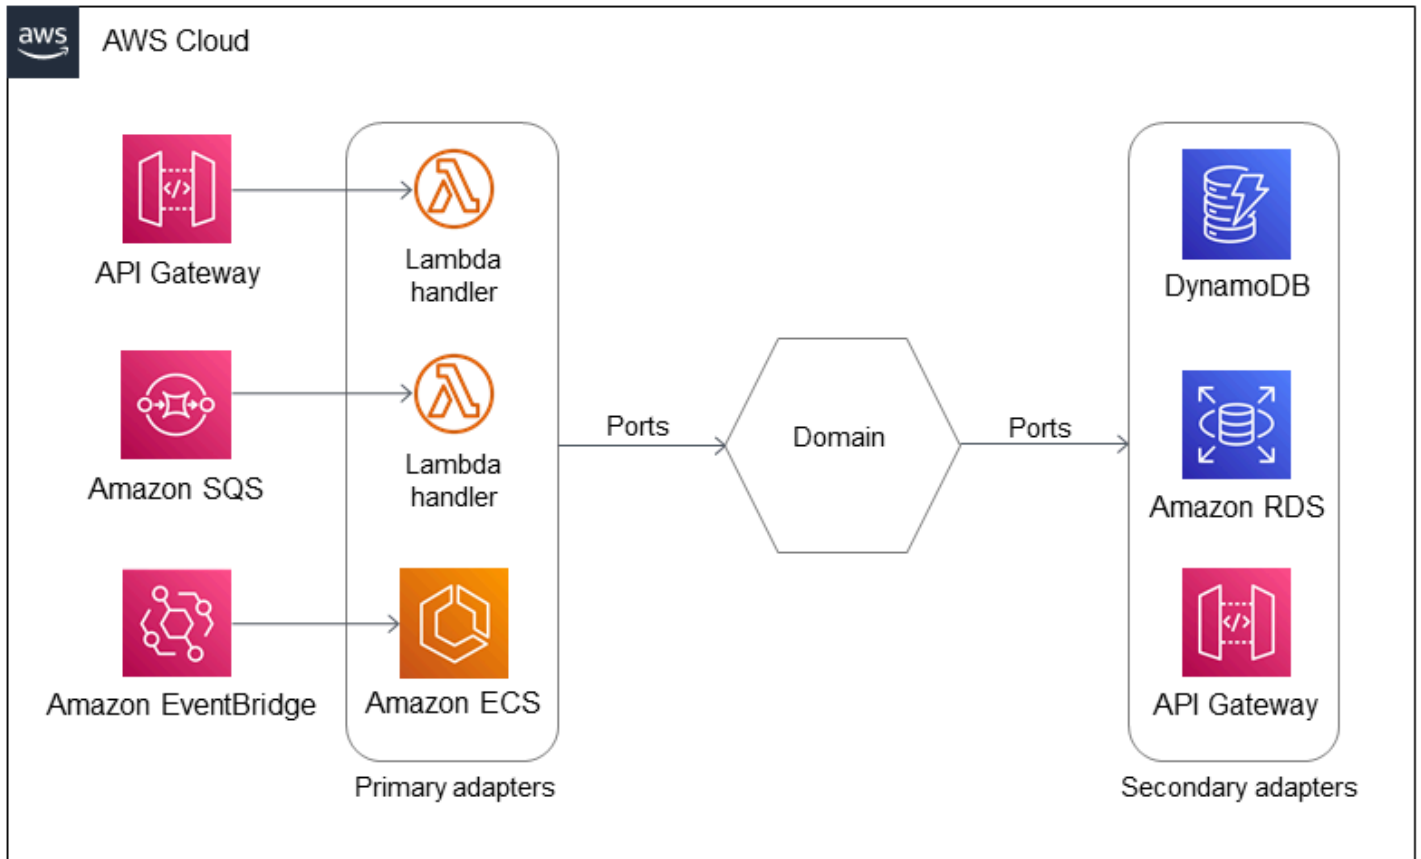 aws
AWS Cloud
API Gateway
Lambda
handler
DynamoDB
Amazon SQS
Lambda
handler
Ports
Domain
Ports
Amazon RDS
Amazon EventBridge
Amazon ECS
API Gateway
Primary adapters
Secondary adapters